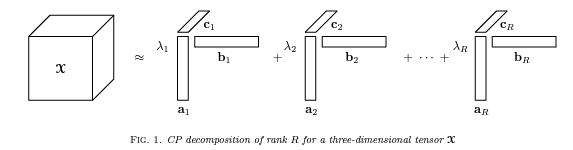 𝒳 ≈ λ₁ a₁ b₁ c₁ + λ₂ a₂ b₂ c₂ + ··· + λ_R a_R b_R c_R
FIG. 1. CP decomposition of rank R for a three-dimensional tensor 𝒳